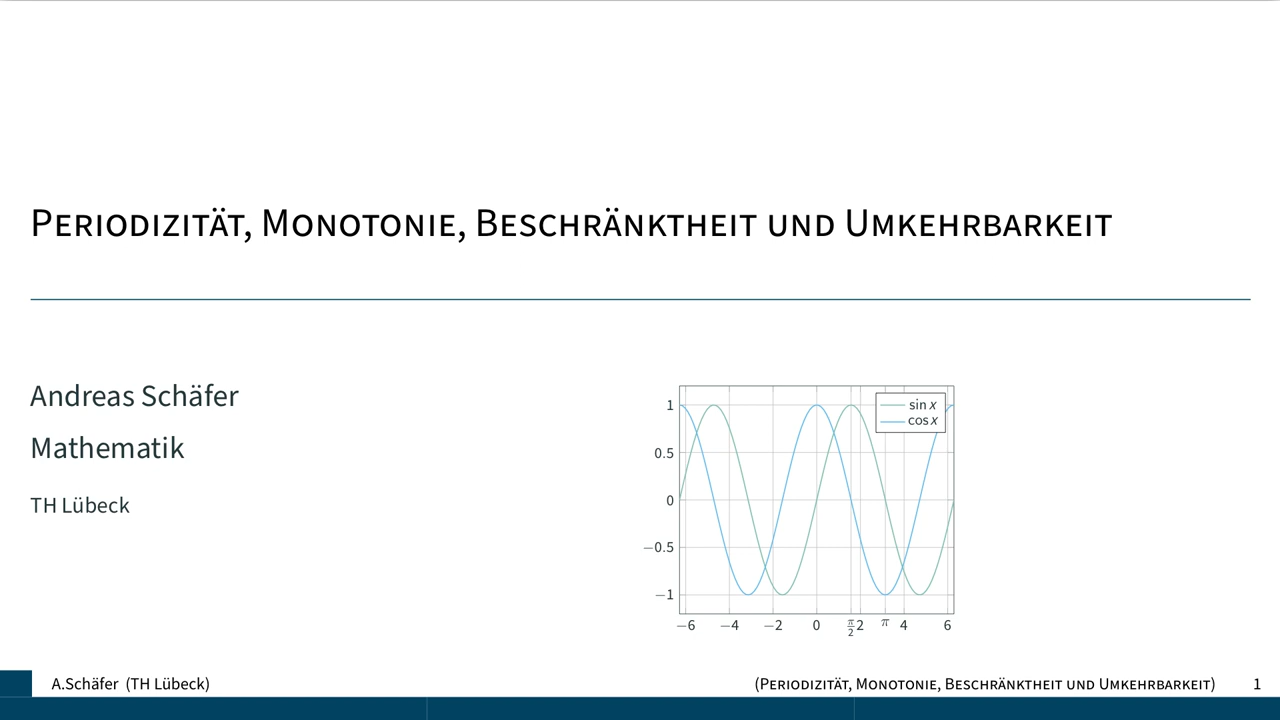 Periodizität, Monotonie, Beschränktheit und Umkehrbarkeit
Andreas Schäfer
Mathematik
TH Lübeck
sin x
cos x
1
0.5
0
−0.5
−1
−6 −4 −2 0 π/2 2 π 4 6
A.Schäfer (TH Lübeck) (Periodizität, Monotonie, Beschränktheit und Umkehrbarkeit) 1